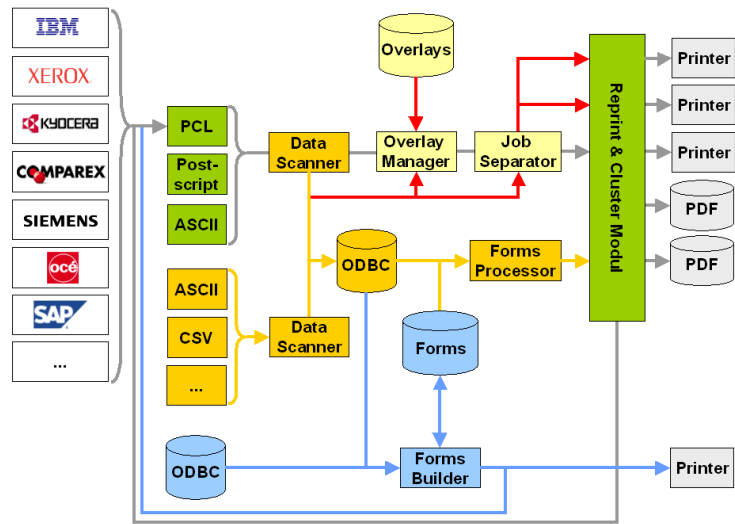 IBM
XEROX
KYOCERA
COMPAREX
SIEMENS
océ
SAP
...
PCL
Post-
script
ASCII
ASCII
CSV
...
ODBC
Data
Scanner
Data
Scanner
Overlays
Overlay
Manager
Job
Separator
ODBC
Forms
Processor
Forms
Forms
Builder
Reprint & Cluster Modul
Printer
Printer
Printer
PDF
PDF
Printer